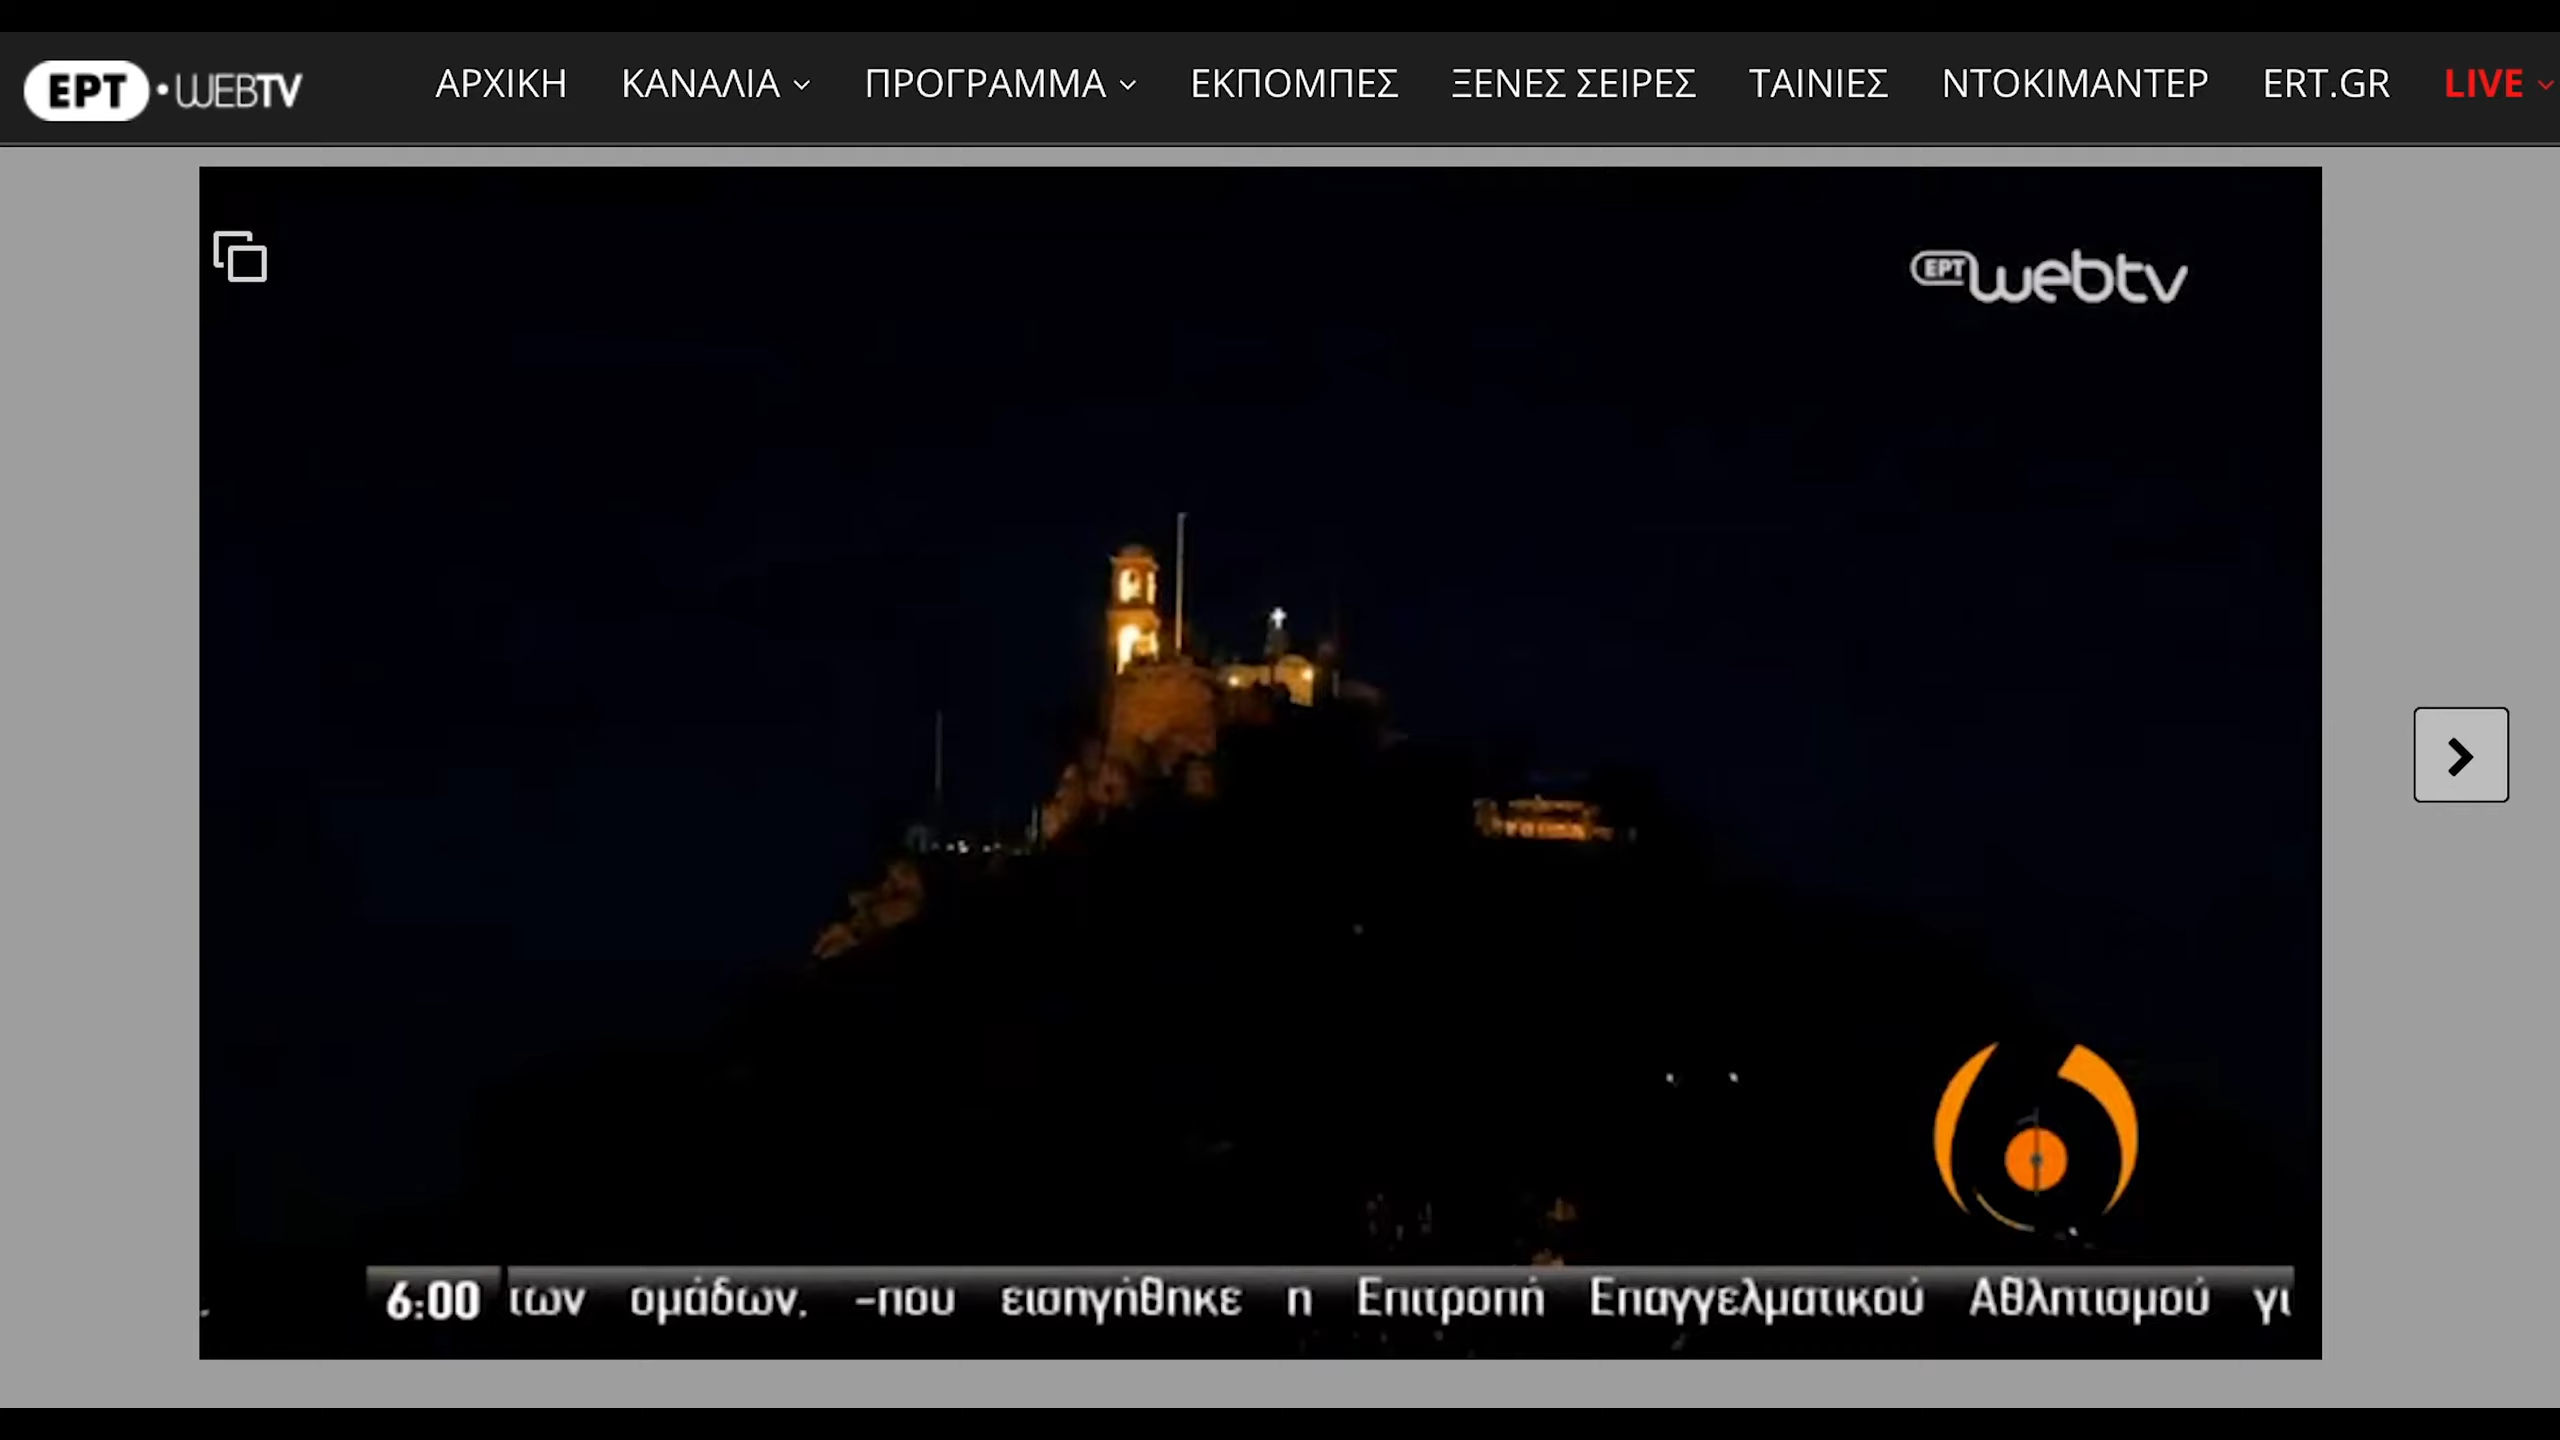 ΕΡΤ•WEBTV ΑΡΧΙΚΗ ΚΑΝΑΛΙΑ ΠΡΟΓΡΑΜΜΑ ΕΚΠΟΜΠΕΣ ΞΕΝΕΣ ΣΕΙΡΕΣ ΤΑΙΝΙΕΣ ΝΤΟΚΙΜΑΝΤΕΡ ERT.GR LIVE
ΕΡΤ webtv
6:00 των ομάδων, -που εισηγήθηκε η Επιτροπή Επαγγελματικού Αθλητισμού γι